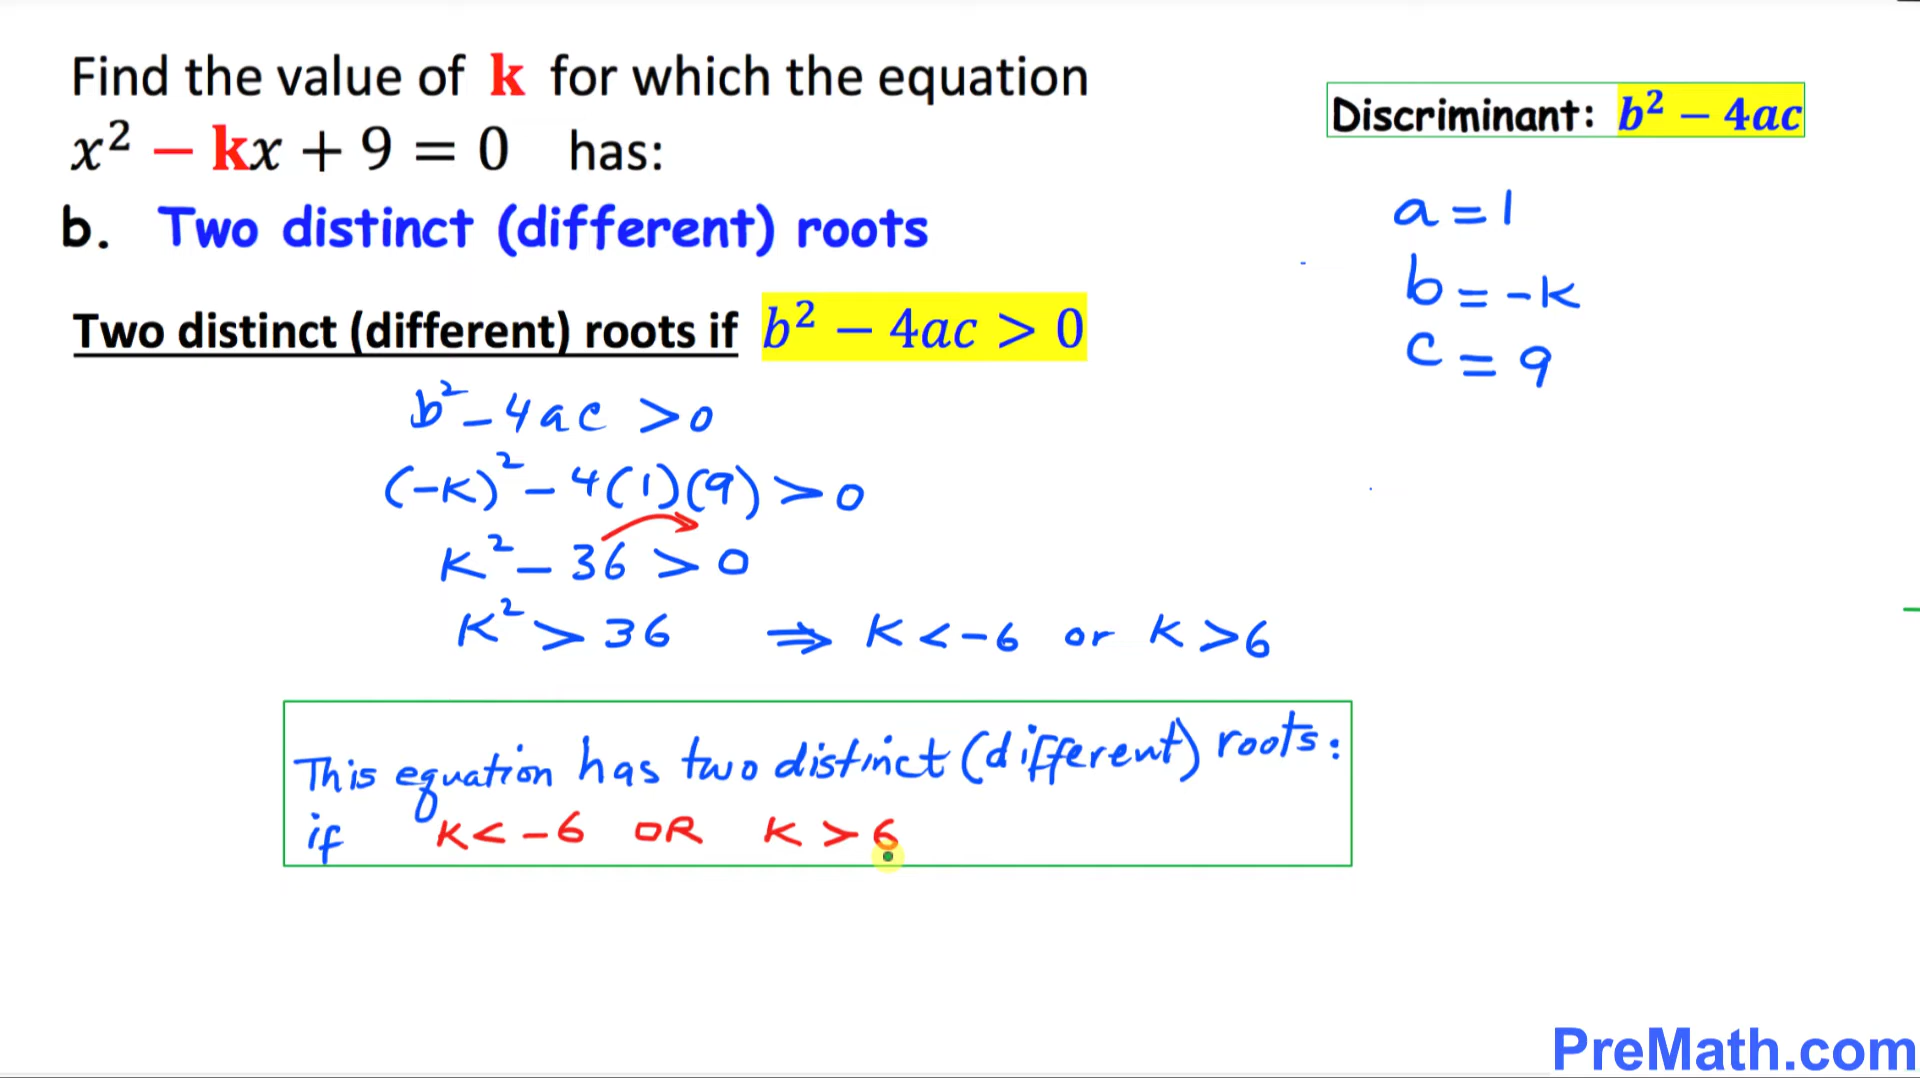 Find the value of k for which the equation
x² − kx + 9 = 0 has:
b. Two distinct (different) roots
Discriminant: b² − 4ac
a = 1
b = -k
c = 9
Two distinct (different) roots if b² − 4ac > 0
b² - 4ac > 0
(-k)² - 4(1)(9) > 0
k² - 36 > 0
k² > 36 ⇒ k < -6 or k > 6
This equation has two distinct (different) roots:
if k < -6 OR k > 6
PreMath.com